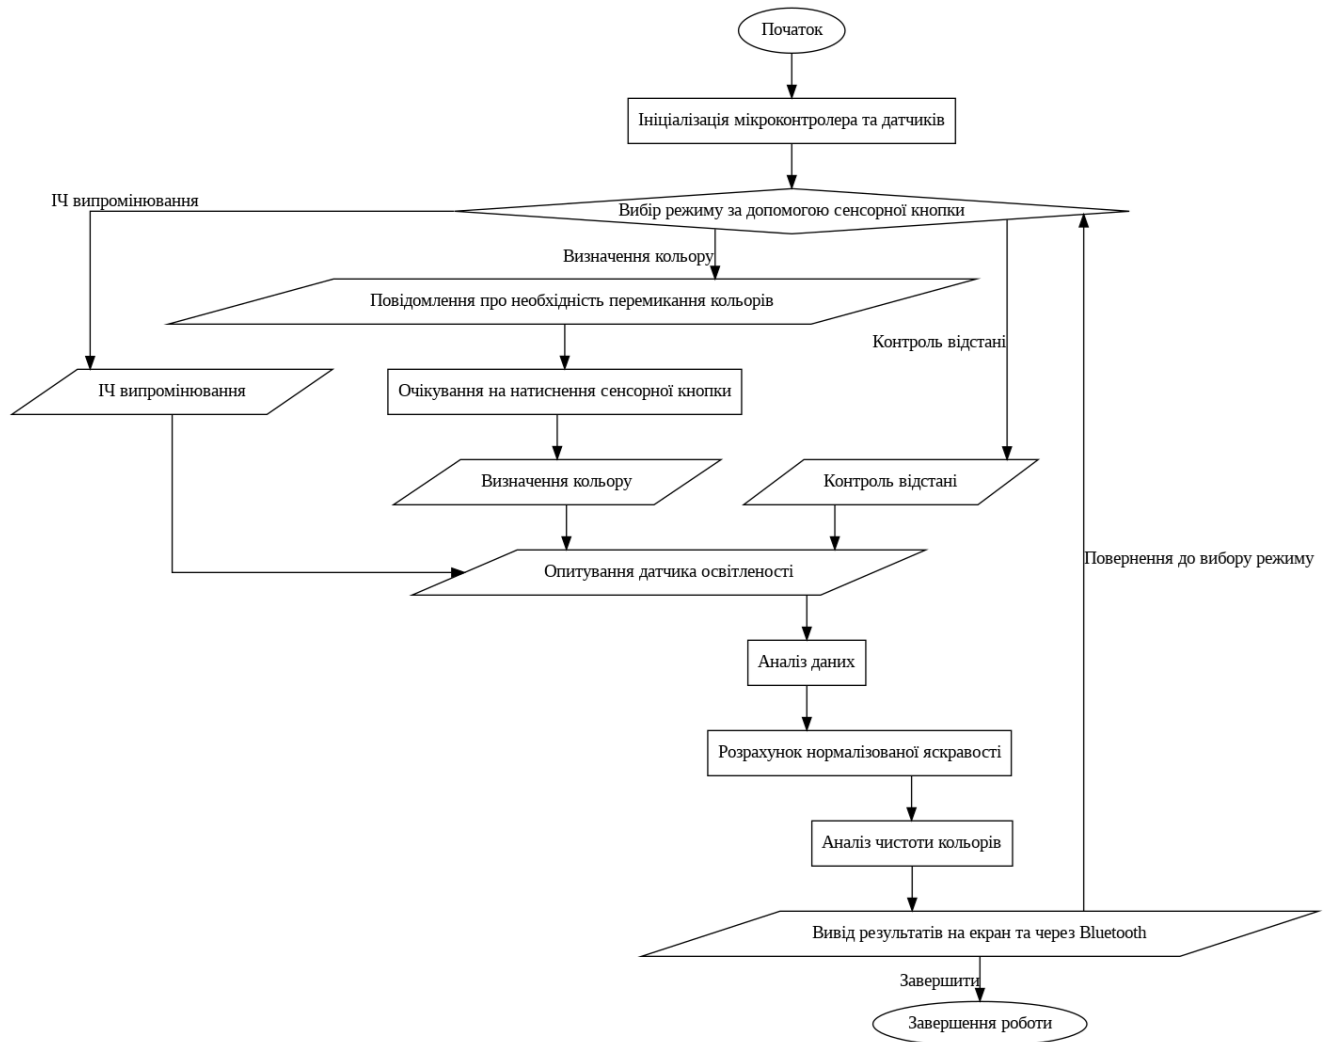 Початок
Ініціалізація мікроконтролера та датчиків
ІЧ випромінювання
Вибір режиму за допомогою сенсорної кнопки
Визначення кольору
Повідомлення про необхідність перемикання кольорів
Контроль відстані
ІЧ випромінювання
Очікування на натиснення сенсорної кнопки
Визначення кольору
Контроль відстані
Повернення до вибору режиму
Опитування датчика освітленості
Аналіз даних
Розрахунок нормалізованої яскравості
Аналіз чистоти кольорів
Вивід результатів на екран та через Bluetooth
Завершити
Завершення роботи